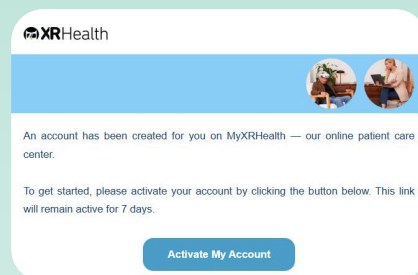 XRHealth
An account has been created for you on MyXRHealth — our online patient care
center.
To get started, please activate your account by clicking the button below. This link
will remain active for 7 days.
Activate My Account